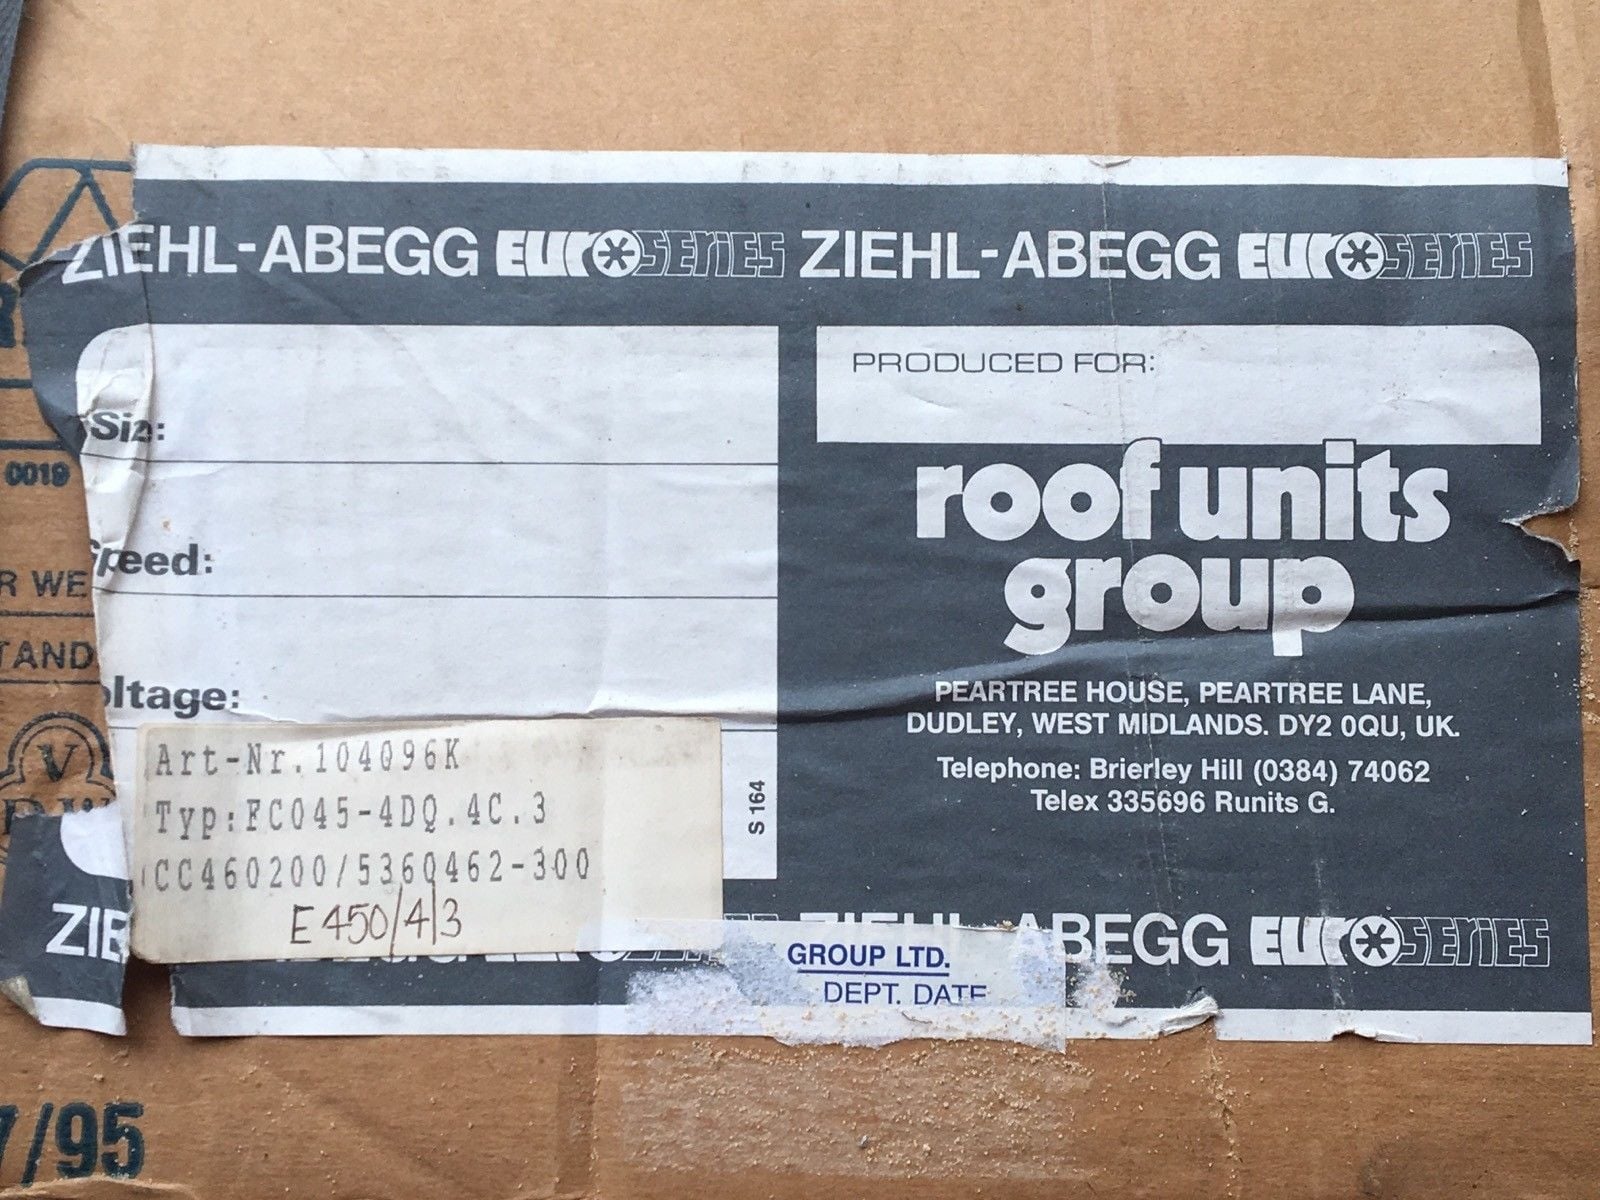 ZIEHL-ABEGG EUROSERIES ZIEHL-ABEGG EUROSERIES
Size:
0019
Speed:
R WE
TAND
Voltage:
Art-Nr.104096K
Typ:FC045-4DQ.4C.3
CC460200/5360462-300
E450/4/3
S 164
PRODUCED FOR:
roof units
group
PEARTREE HOUSE, PEARTREE LANE,
DUDLEY, WEST MIDLANDS. DY2 0QU, UK.
Telephone: Brierley Hill (0384) 74062
Telex 335696 Runits G.
ZIEHL-ABEGG EUROSERIES
GROUP LTD.
DEPT. DATE
7/95